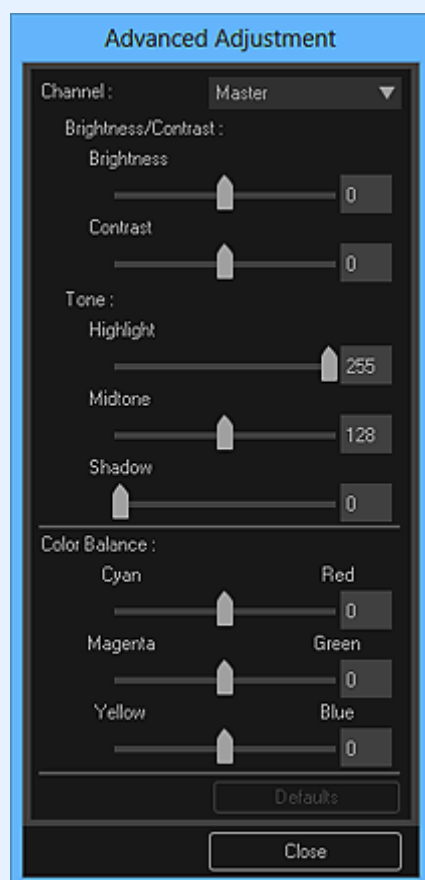 Advanced Adjustment
Channel : Master
Brightness/Contrast :
Brightness
0
Contrast
0
Tone :
Highlight
255
Midtone
128
Shadow
0
Color Balance :
Cyan Red
0
Magenta Green
0
Yellow Blue
0
Defaults
Close